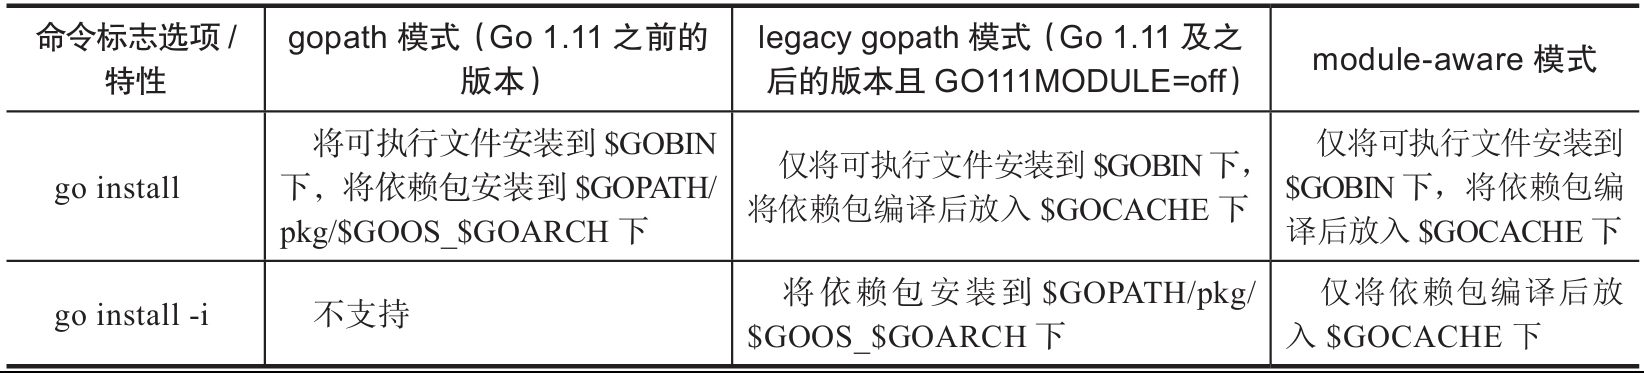 命令标志选项 /
特性
gopath 模式（Go 1.11 之前的
版本）
legacy gopath 模式（Go 1.11 及之
后的版本且 GO111MODULE=off）
module-aware 模式
go install
将可执行文件安装到 $GOBIN
下，将依赖包安装到 $GOPATH/
pkg/$GOOS_$GOARCH 下
仅将可执行文件安装到 $GOBIN 下，
将依赖包编译后放入 $GOCACHE 下
仅将可执行文件安装到
$GOBIN 下，将依赖包编
译后放入 $GOCACHE 下
go install -i
不支持
将依赖包安装到 $GOPATH/pkg/
$GOOS_$GOARCH 下
仅将依赖包编译后放
入 $GOCACHE 下